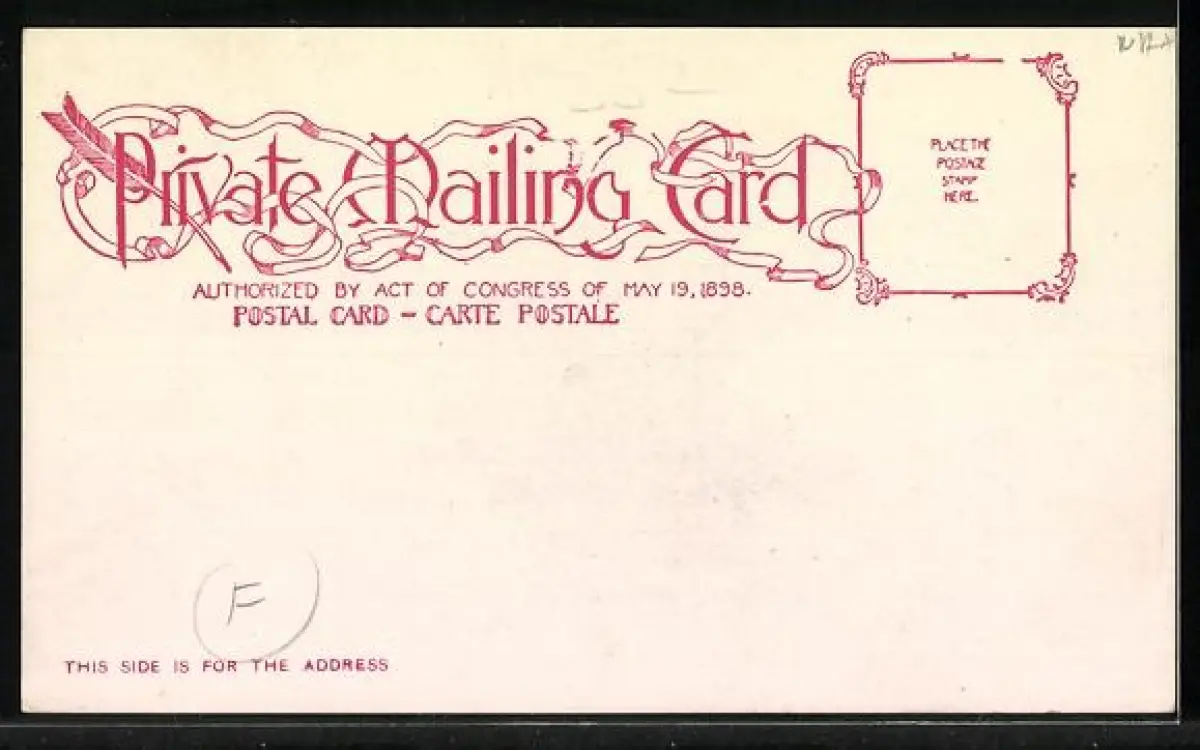 Private Mailing Card
PLACE THE
POSTAGE
STAMP
HERE.
AUTHORIZED BY ACT OF CONGRESS OF MAY 19, 1898.
POSTAL CARD – CARTE POSTALE
F
THIS SIDE IS FOR THE ADDRESS